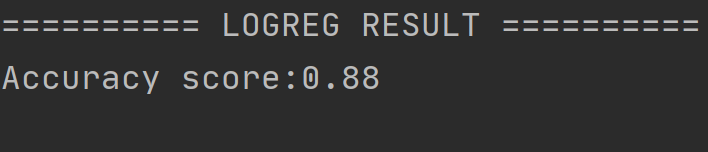 ========== LOGREG RESULT ==========
Accuracy score:0.88